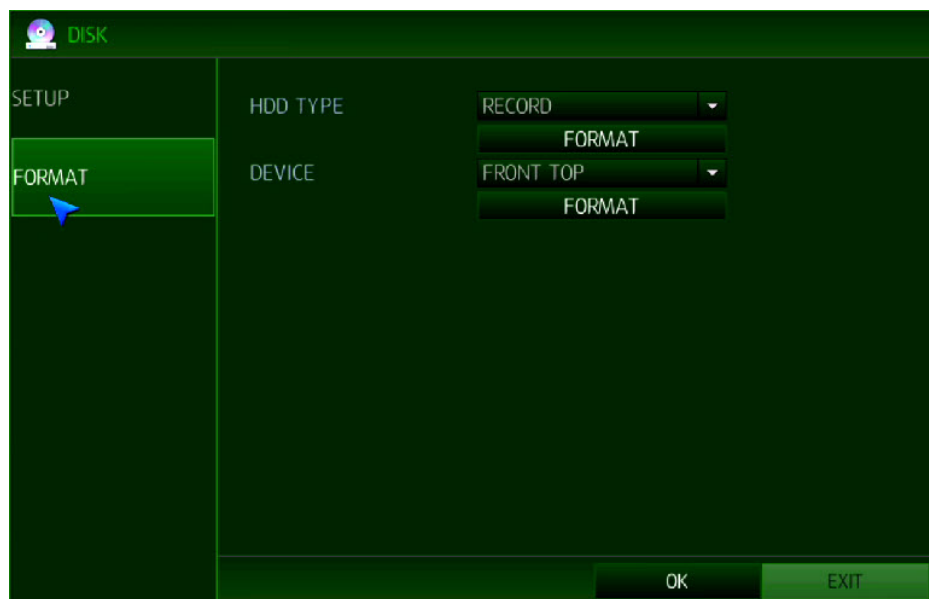 DISK
SETUP
HDD TYPE RECORD
FORMAT
FORMAT
DEVICE FRONT TOP
FORMAT
OK EXIT